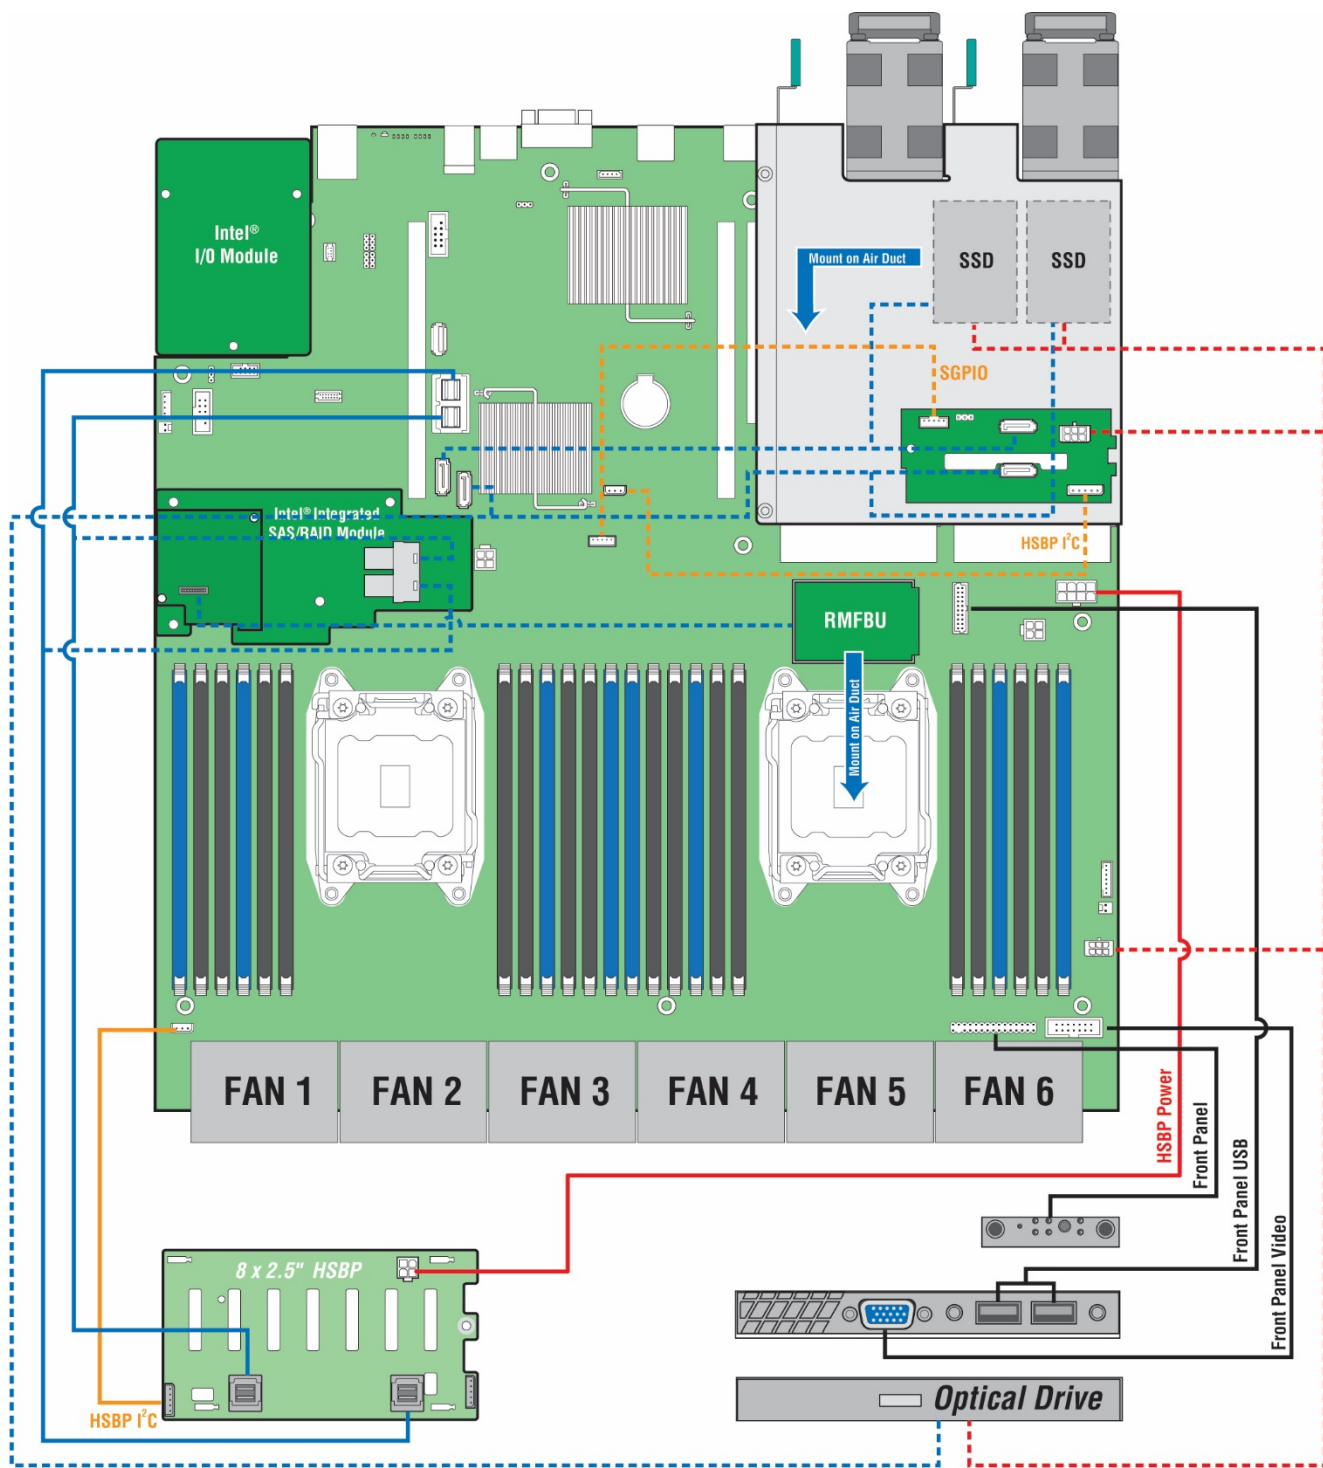 Intel®
I/O Module
Mount on Air Duct
SSD
SSD
SGPIO
Intel® Integrated
SAS/RAID Module
HSBP I²C
RMFBU
Mount on Air Duct
FAN 1
FAN 2
FAN 3
FAN 4
FAN 5
FAN 6
HSBP Power
Front Panel
Front Panel USB
Front Panel Video
8 x 2.5" HSBP
HSBP I²C
Optical Drive